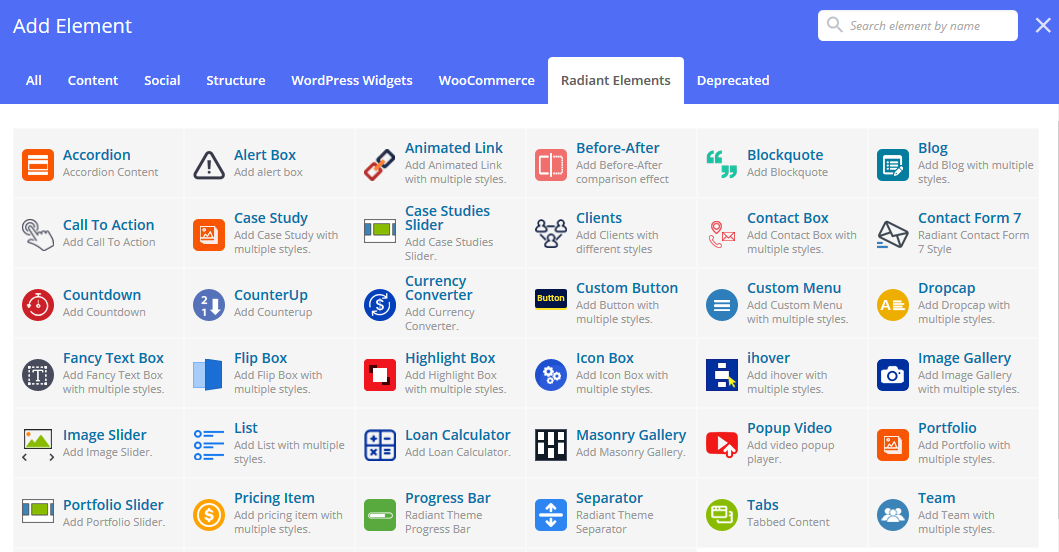 Add Element
Search element by name
All Content Social Structure WordPress Widgets WooCommerce Radiant Elements Deprecated
Accordion
Accordion Content
Alert Box
Add alert box
Animated Link
Add Animated Link
with multiple styles.
Before-After
Add Before-After
comparison effect
Blockquote
Add Blockquote
Blog
Add Blog with multiple
styles.
Call To Action
Add Call To Action
Case Study
Add Case Study with
multiple styles.
Case Studies
Slider
Add Case Studies
Slider.
Clients
Add Clients with
different styles
Contact Box
Add Contact Box with
multiple styles.
Contact Form 7
Radiant Contact Form
7 Style
Countdown
Add Countdown
2
1
CounterUp
Add Counterup
$
Currency
Converter
Add Currency
Converter.
Button
Custom Button
Add Button with
multiple styles.
Custom Menu
Add Custom Menu
with multiple styles.
A
Dropcap
Add Dropcap with
multiple styles.
T
Fancy Text Box
Add Fancy Text Box
with multiple styles.
Flip Box
Add Flip Box with
multiple styles.
Highlight Box
Add Highlight Box
with multiple styles.
Icon Box
Add Icon Box with
multiple styles.
ihover
Add ihover with
multiple styles.
Image Gallery
Add Image Gallery
with multiple styles.
Image Slider
Add Image Slider.
List
Add List with multiple
styles.
Loan Calculator
Add Loan Calculator.
Masonry Gallery
Add Masonry Gallery.
Popup Video
Add video popup
player.
Portfolio
Add Portfolio with
multiple styles.
Portfolio Slider
Add Portfolio Slider.
$
Pricing Item
Add pricing item with
multiple styles.
Progress Bar
Radiant Theme
Progress Bar
Separator
Radiant Theme
Separator
Tabs
Tabbed Content
Team
Add Team with
multiple styles.